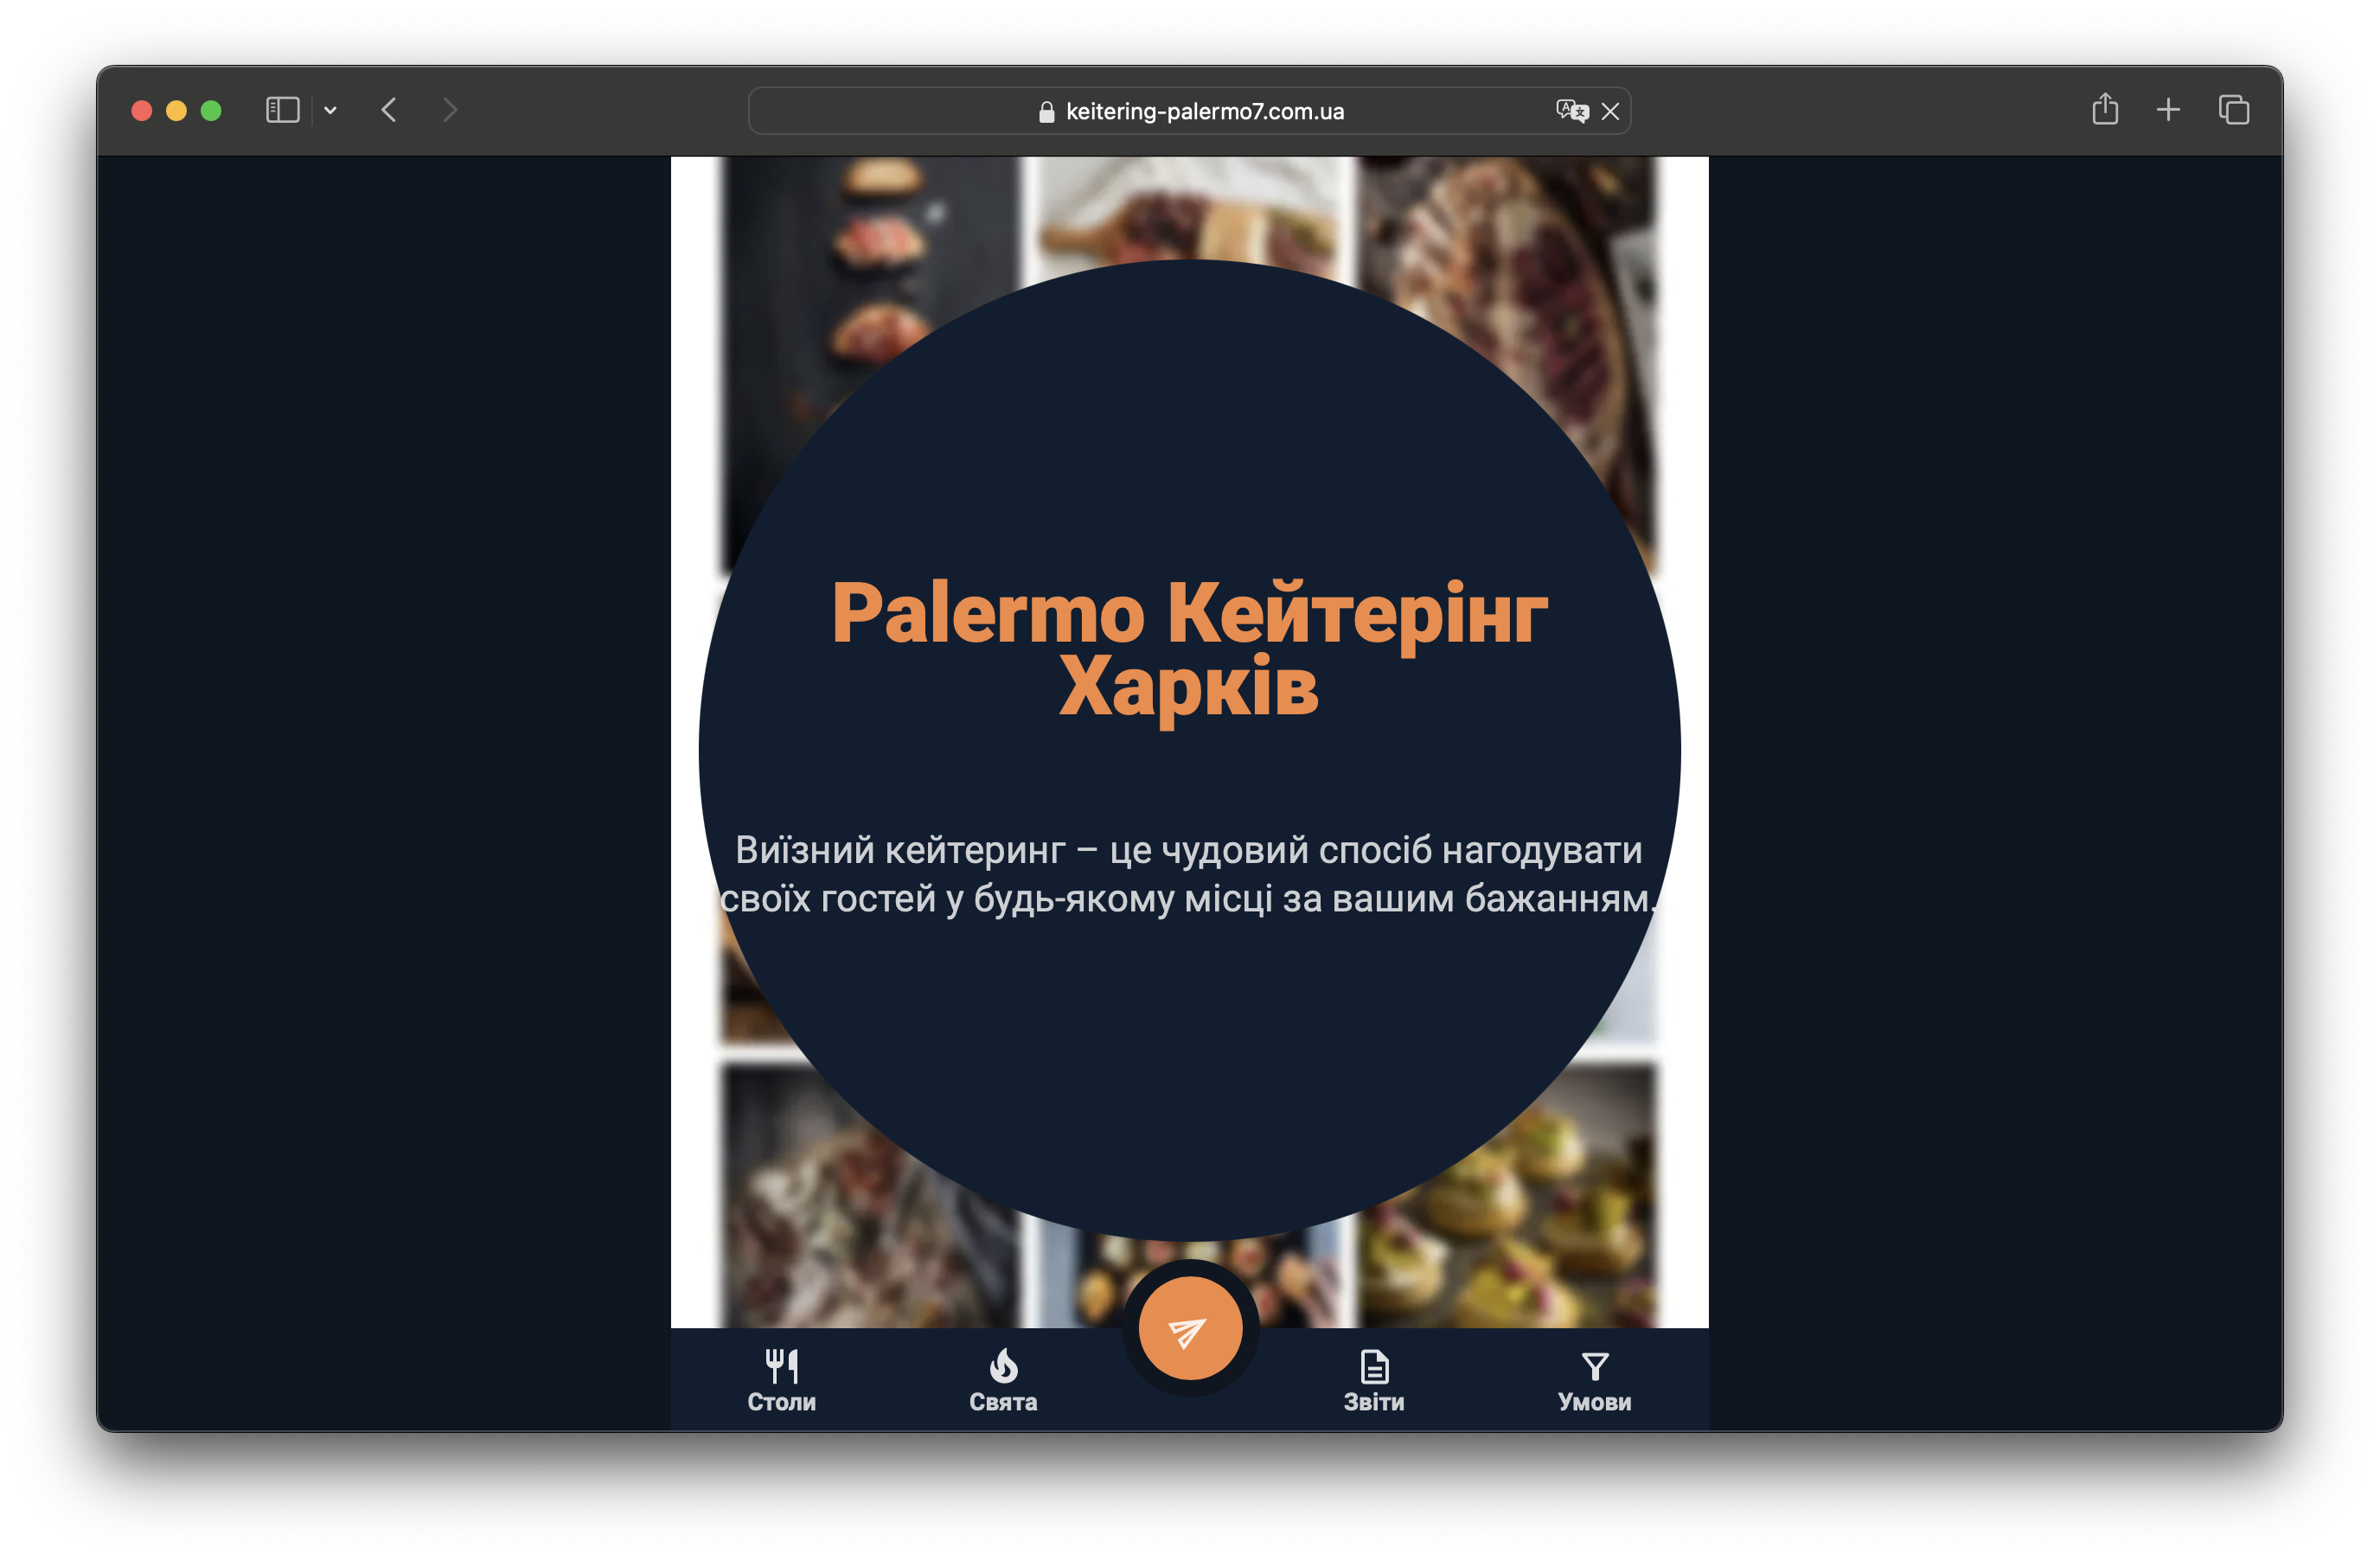 keitering-palermo7.com.ua
Palermo Кейтерінг
Харків
Виїзний кейтеринг – це чудовий спосіб нагодувати
своїх гостей у будь-якому місці за вашим бажанням.
Столи
Свята
Звіти
Умови